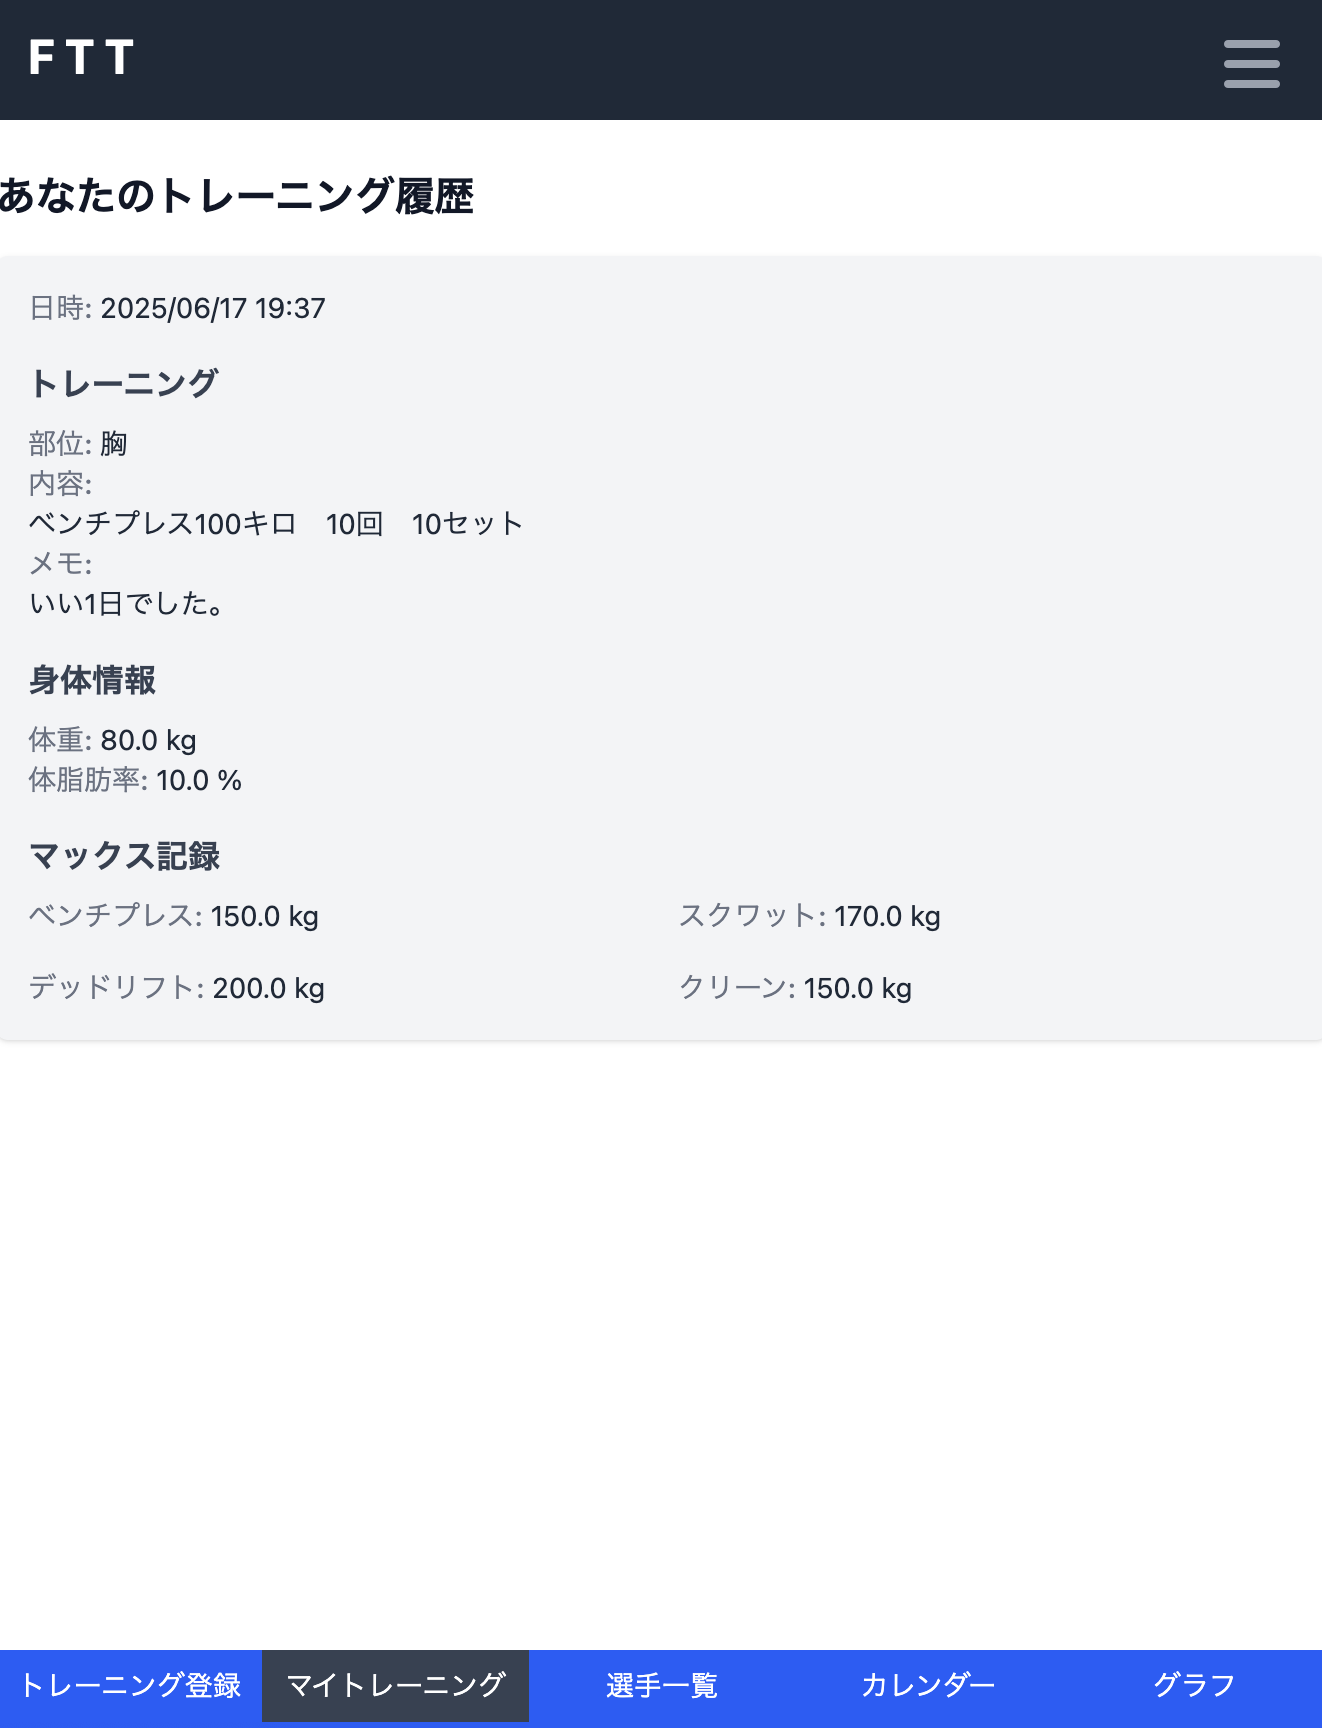 FTT
あなたのトレーニング履歴
日時: 2025/06/17 19:37
トレーニング
部位: 胸
内容:
ベンチプレス100キロ　10回　10セット
メモ:
いい1日でした。
身体情報
体重: 80.0 kg
体脂肪率: 10.0 %
マックス記録
ベンチプレス: 150.0 kg
スクワット: 170.0 kg
デッドリフト: 200.0 kg
クリーン: 150.0 kg
トレーニング登録
マイトレーニング
選手一覧
カレンダー
グラフ